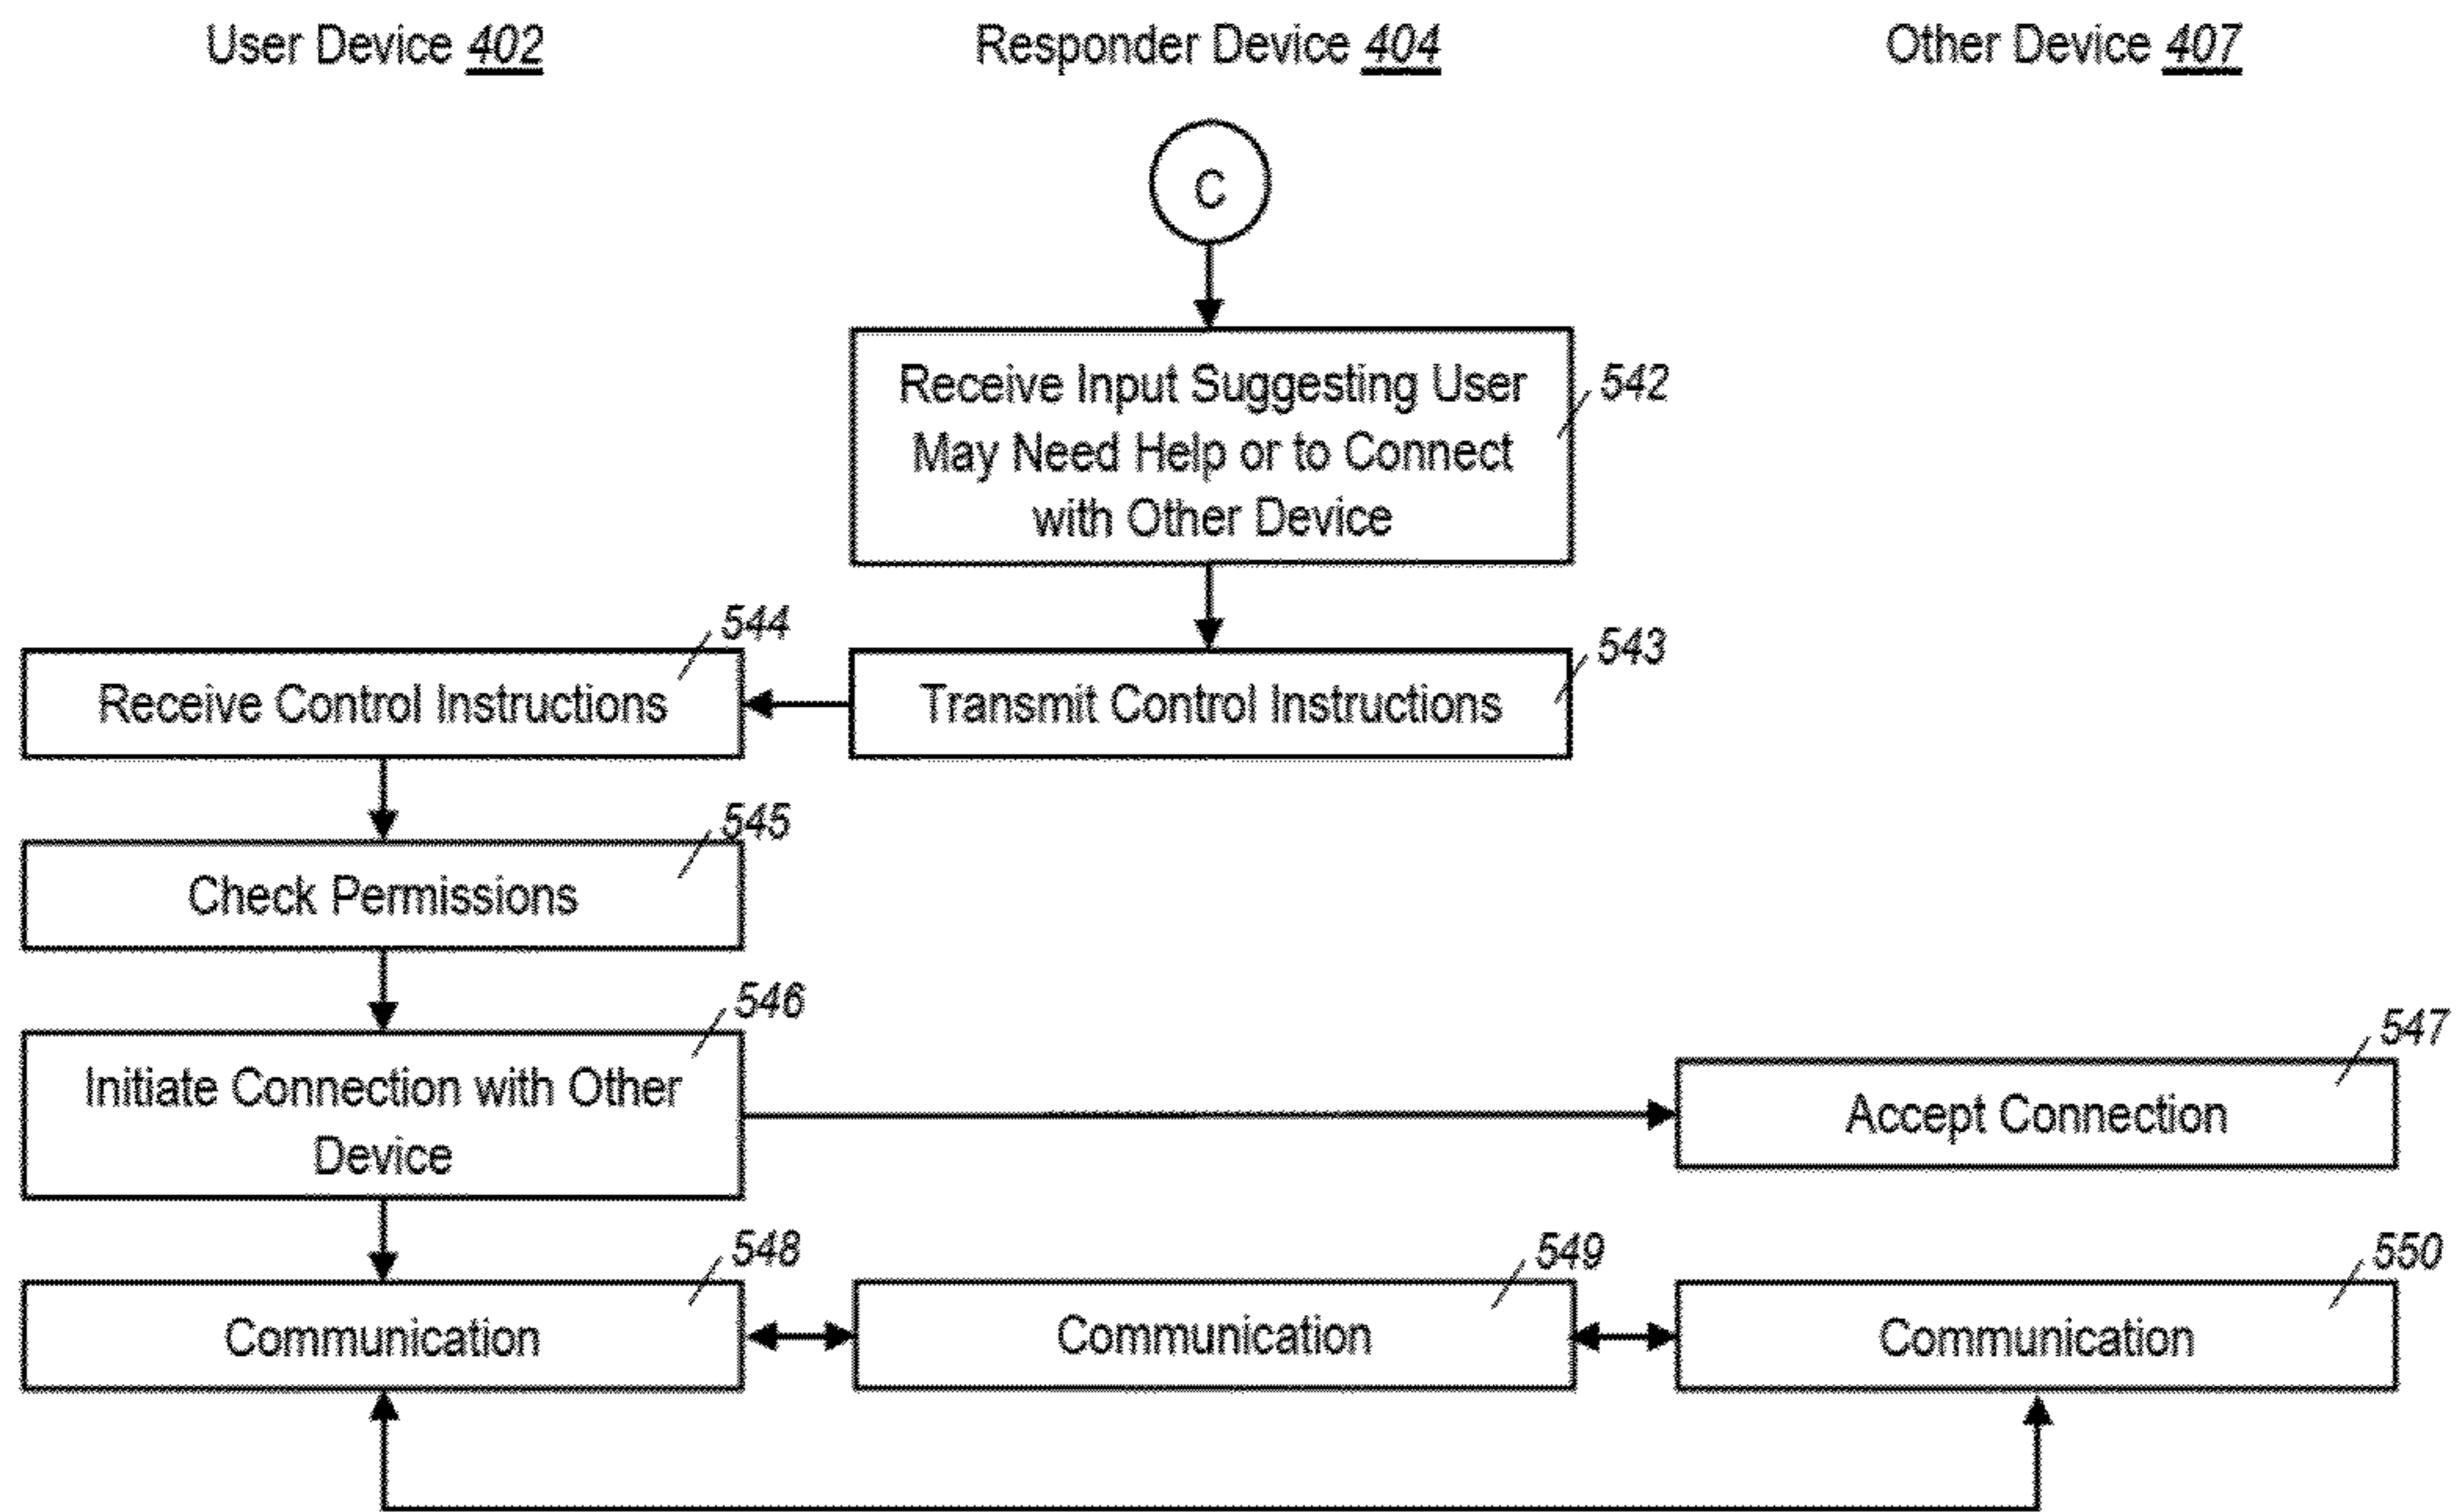 User Device 402
Responder Device 404
Other Device 407
C
Receive Input Suggesting User
May Need Help or to Connect
with Other Device
542
544
Receive Control Instructions
543
Transmit Control Instructions
545
Check Permissions
546
Initiate Connection with Other
Device
547
Accept Connection
548
Communication
549
Communication
550
Communication